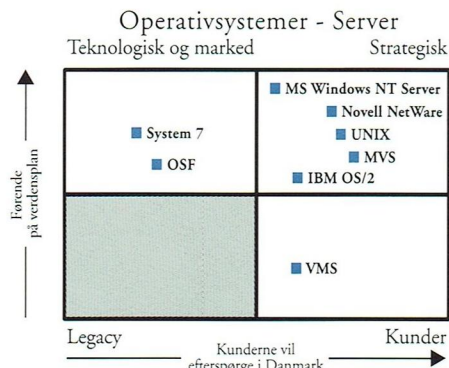 Operativsystemer - Server
Teknologisk og marked
Strategisk
MS Windows NT Server
Novell NetWare
System 7
UNIX
OSF
MVS
IBM OS/2
Førende
på verdensplan
VMS
Legacy
Kunder
Kunderne vil
efterspørge i Danmark